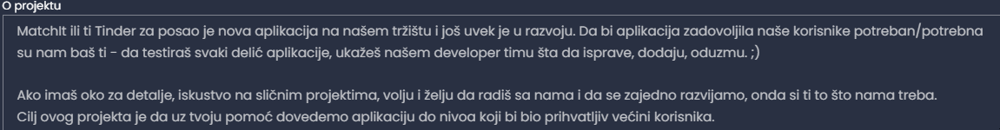 O projektu
MatchIt ili ti Tinder za posao je nova aplikacija na našem tržištu i još uvek je u razvoju. Da bi aplikacija zadovoljila naše korisnike potreban/potrebna
su nam baš ti - da testiraš svaki delić aplikacije, ukažeš našem developer timu šta da isprave, dodaju, oduzmu. ;)
Ako imaš oko za detalje, iskustvo na sličnim projektima, volju i želju da radiš sa nama i da se zajedno razvijamo, onda si ti to što nama treba.
Cilj ovog projekta je da uz tvoju pomoć dovedemo aplikaciju do nivoa koji bi bio prihvatljiv većini korisnika.